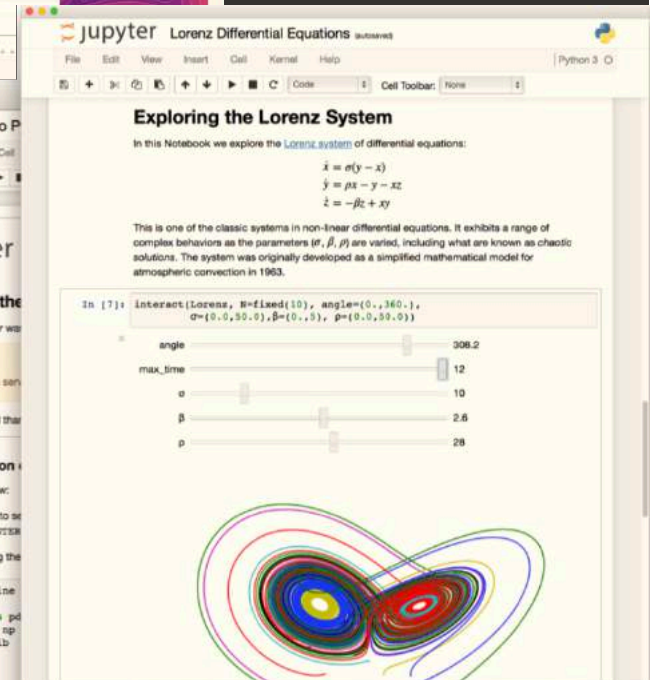 jupyter Lorenz Differential Equations (autosaved)
File Edit View Insert Cell Kernel Help Python 3 O
Code Cell Toolbar: None
Exploring the Lorenz System
In this Notebook we explore the Lorenz system of differential equations:
ẋ = σ(y − x)
ẏ = ρx − y − xz
ż = −βz + xy
This is one of the classic systems in non-linear differential equations. It exhibits a range of
complex behaviors as the parameters (σ, β, ρ) are varied, including what are known as chaotic
solutions. The system was originally developed as a simplified mathematical model for
atmospheric convection in 1963.
In [7]: interact(Lorenz, N=fixed(10), angle=(0.,360.),
σ=(0.0,50.0),β=(0.,5), ρ=(0.0,50.0))
angle 308.2
max_time 12
σ 10
β 2.6
ρ 28